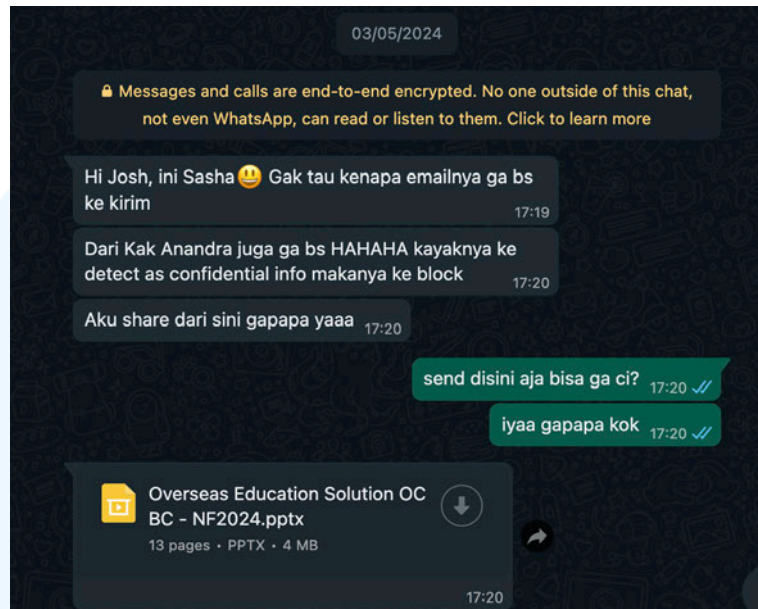 03/05/2024
🔒 Messages and calls are end-to-end encrypted. No one outside of this chat,
not even WhatsApp, can read or listen to them. Click to learn more
Hi Josh, ini Sasha😃 Gak tau kenapa emailnya ga bs
ke kirim
17:19
Dari Kak Anandra juga ga bs HAHAHA kayaknya ke
detect as confidential info makanya ke block
17:20
Aku share dari sini gapapa yaaa 17:20
send disini aja bisa ga ci? 17:20
iyaa gapapa kok 17:20
Overseas Education Solution OC
BC - NF2024.pptx
13 pages • PPTX • 4 MB
17:20